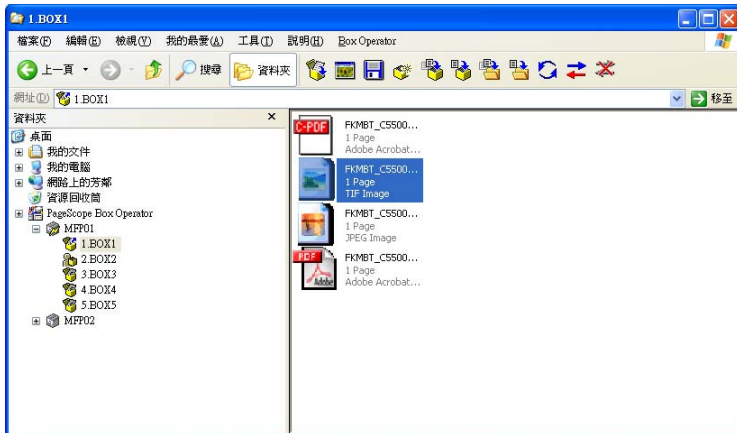 1.BOX1
檔案(F) 編輯(E) 檢視(V) 我的最愛(A) 工具(T) 說明(H) Box Operator
上一頁 搜尋 資料夾
網址(D) 1.BOX1 移至
資料夾
桌面
我的文件
我的電腦
網路上的芳鄰
資源回收筒
PageScope Box Operator
MFP01
1.BOX1
2.BOX2
3.BOX3
4.BOX4
5.BOX5
MFP02
C-PDF
FKMBT_C5500...
1 Page
Adobe Acrobat...
FKMBT_C5500...
1 Page
TIF Image
FKMBT_C5500...
1 Page
JPEG Image
PDF
Adobe
FKMBT_C5500...
1 Page
Adobe Acrobat...